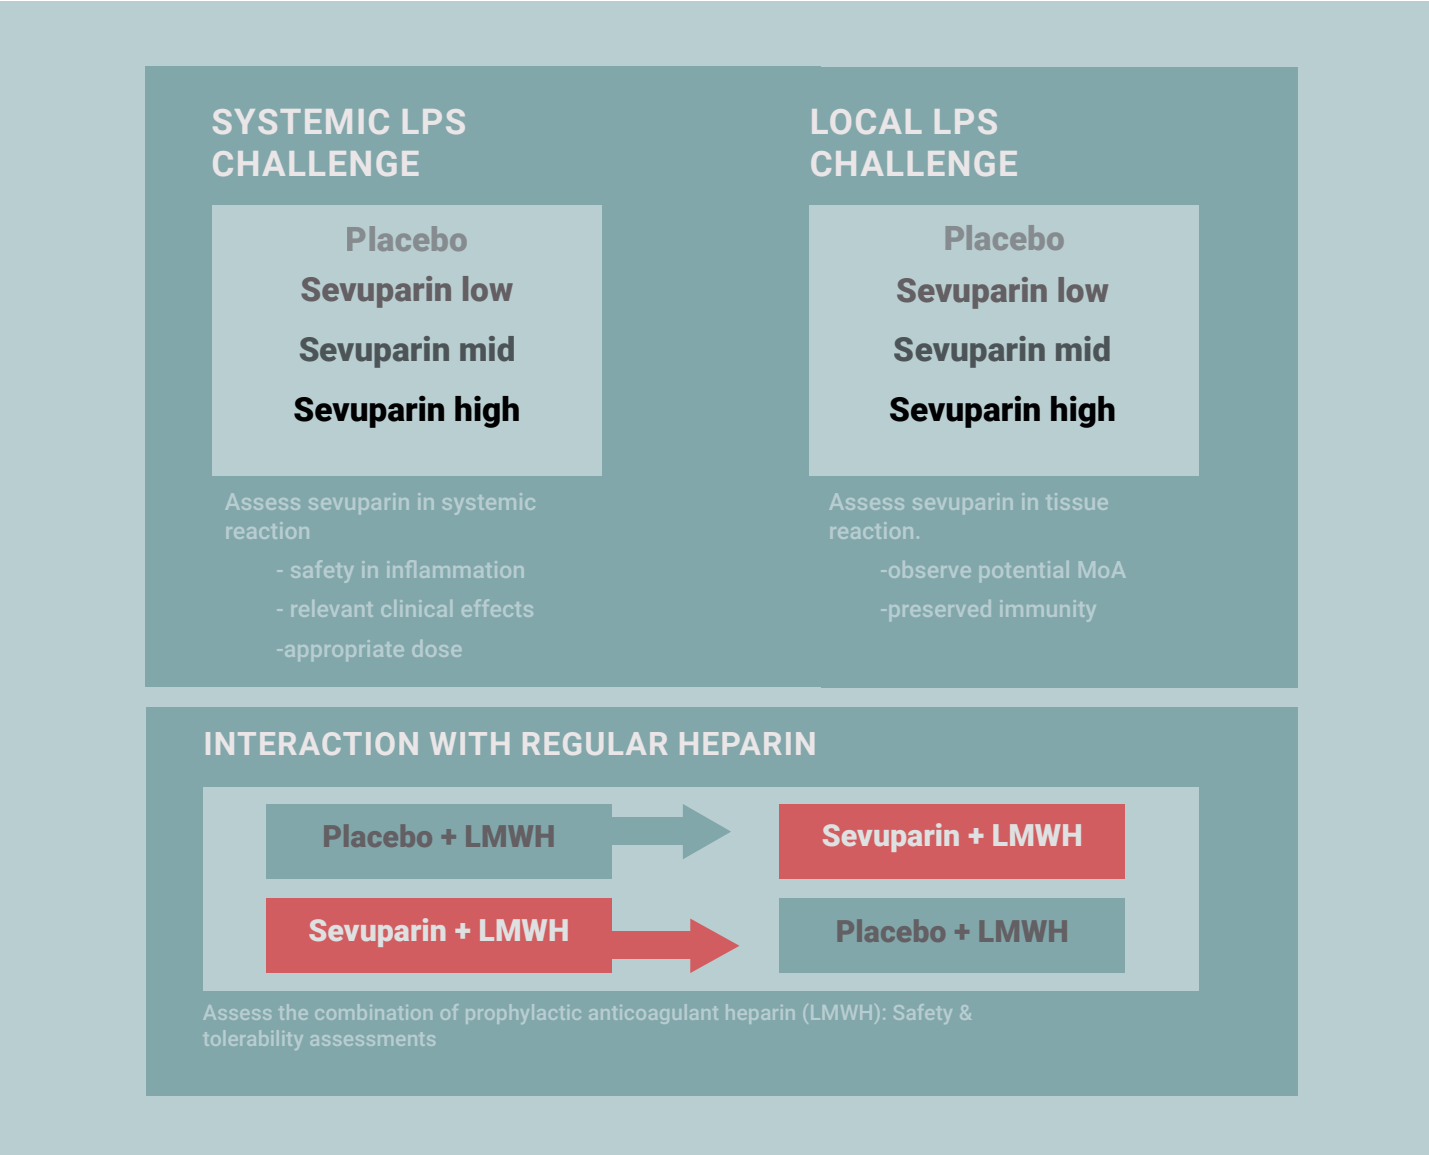 SYSTEMIC LPS
CHALLENGE
Placebo
Sevuparin low
Sevuparin mid
Sevuparin high
Assess sevuparin in systemic
reaction
- safety in inflammation
- relevant clinical effects
-appropriate dose
LOCAL LPS
CHALLENGE
Placebo
Sevuparin low
Sevuparin mid
Sevuparin high
Assess sevuparin in tissue
reaction.
-observe potential MoA
-preserved immunity
INTERACTION WITH REGULAR HEPARIN
Placebo + LMWH
Sevuparin + LMWH
Sevuparin + LMWH
Placebo + LMWH
Assess the combination of prophylactic anticoagulant heparin (LMWH): Safety &
tolerability assessments